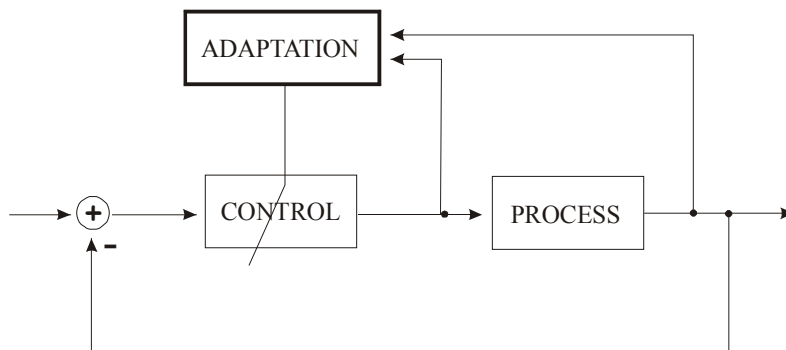 ADAPTATION
CONTROL
PROCESS
+
-